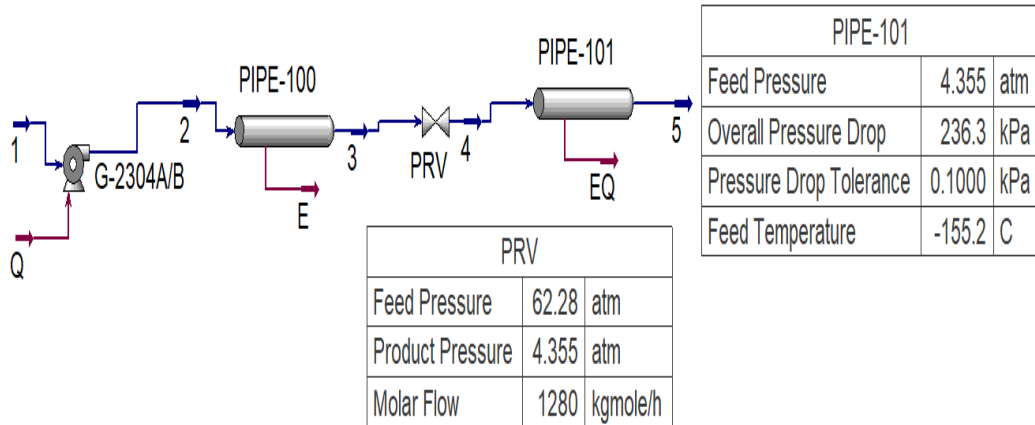 PIPE-101
Feed Pressure 4.355 atm
Overall Pressure Drop 236.3 kPa
Pressure Drop Tolerance 0.1000 kPa
Feed Temperature -155.2 C
PIPE-101
PIPE-100
1
2
3
4
5
G-2304A/B
PRV
E
EQ
Q
PRV
Feed Pressure 62.28 atm
Product Pressure 4.355 atm
Molar Flow 1280 kgmole/h